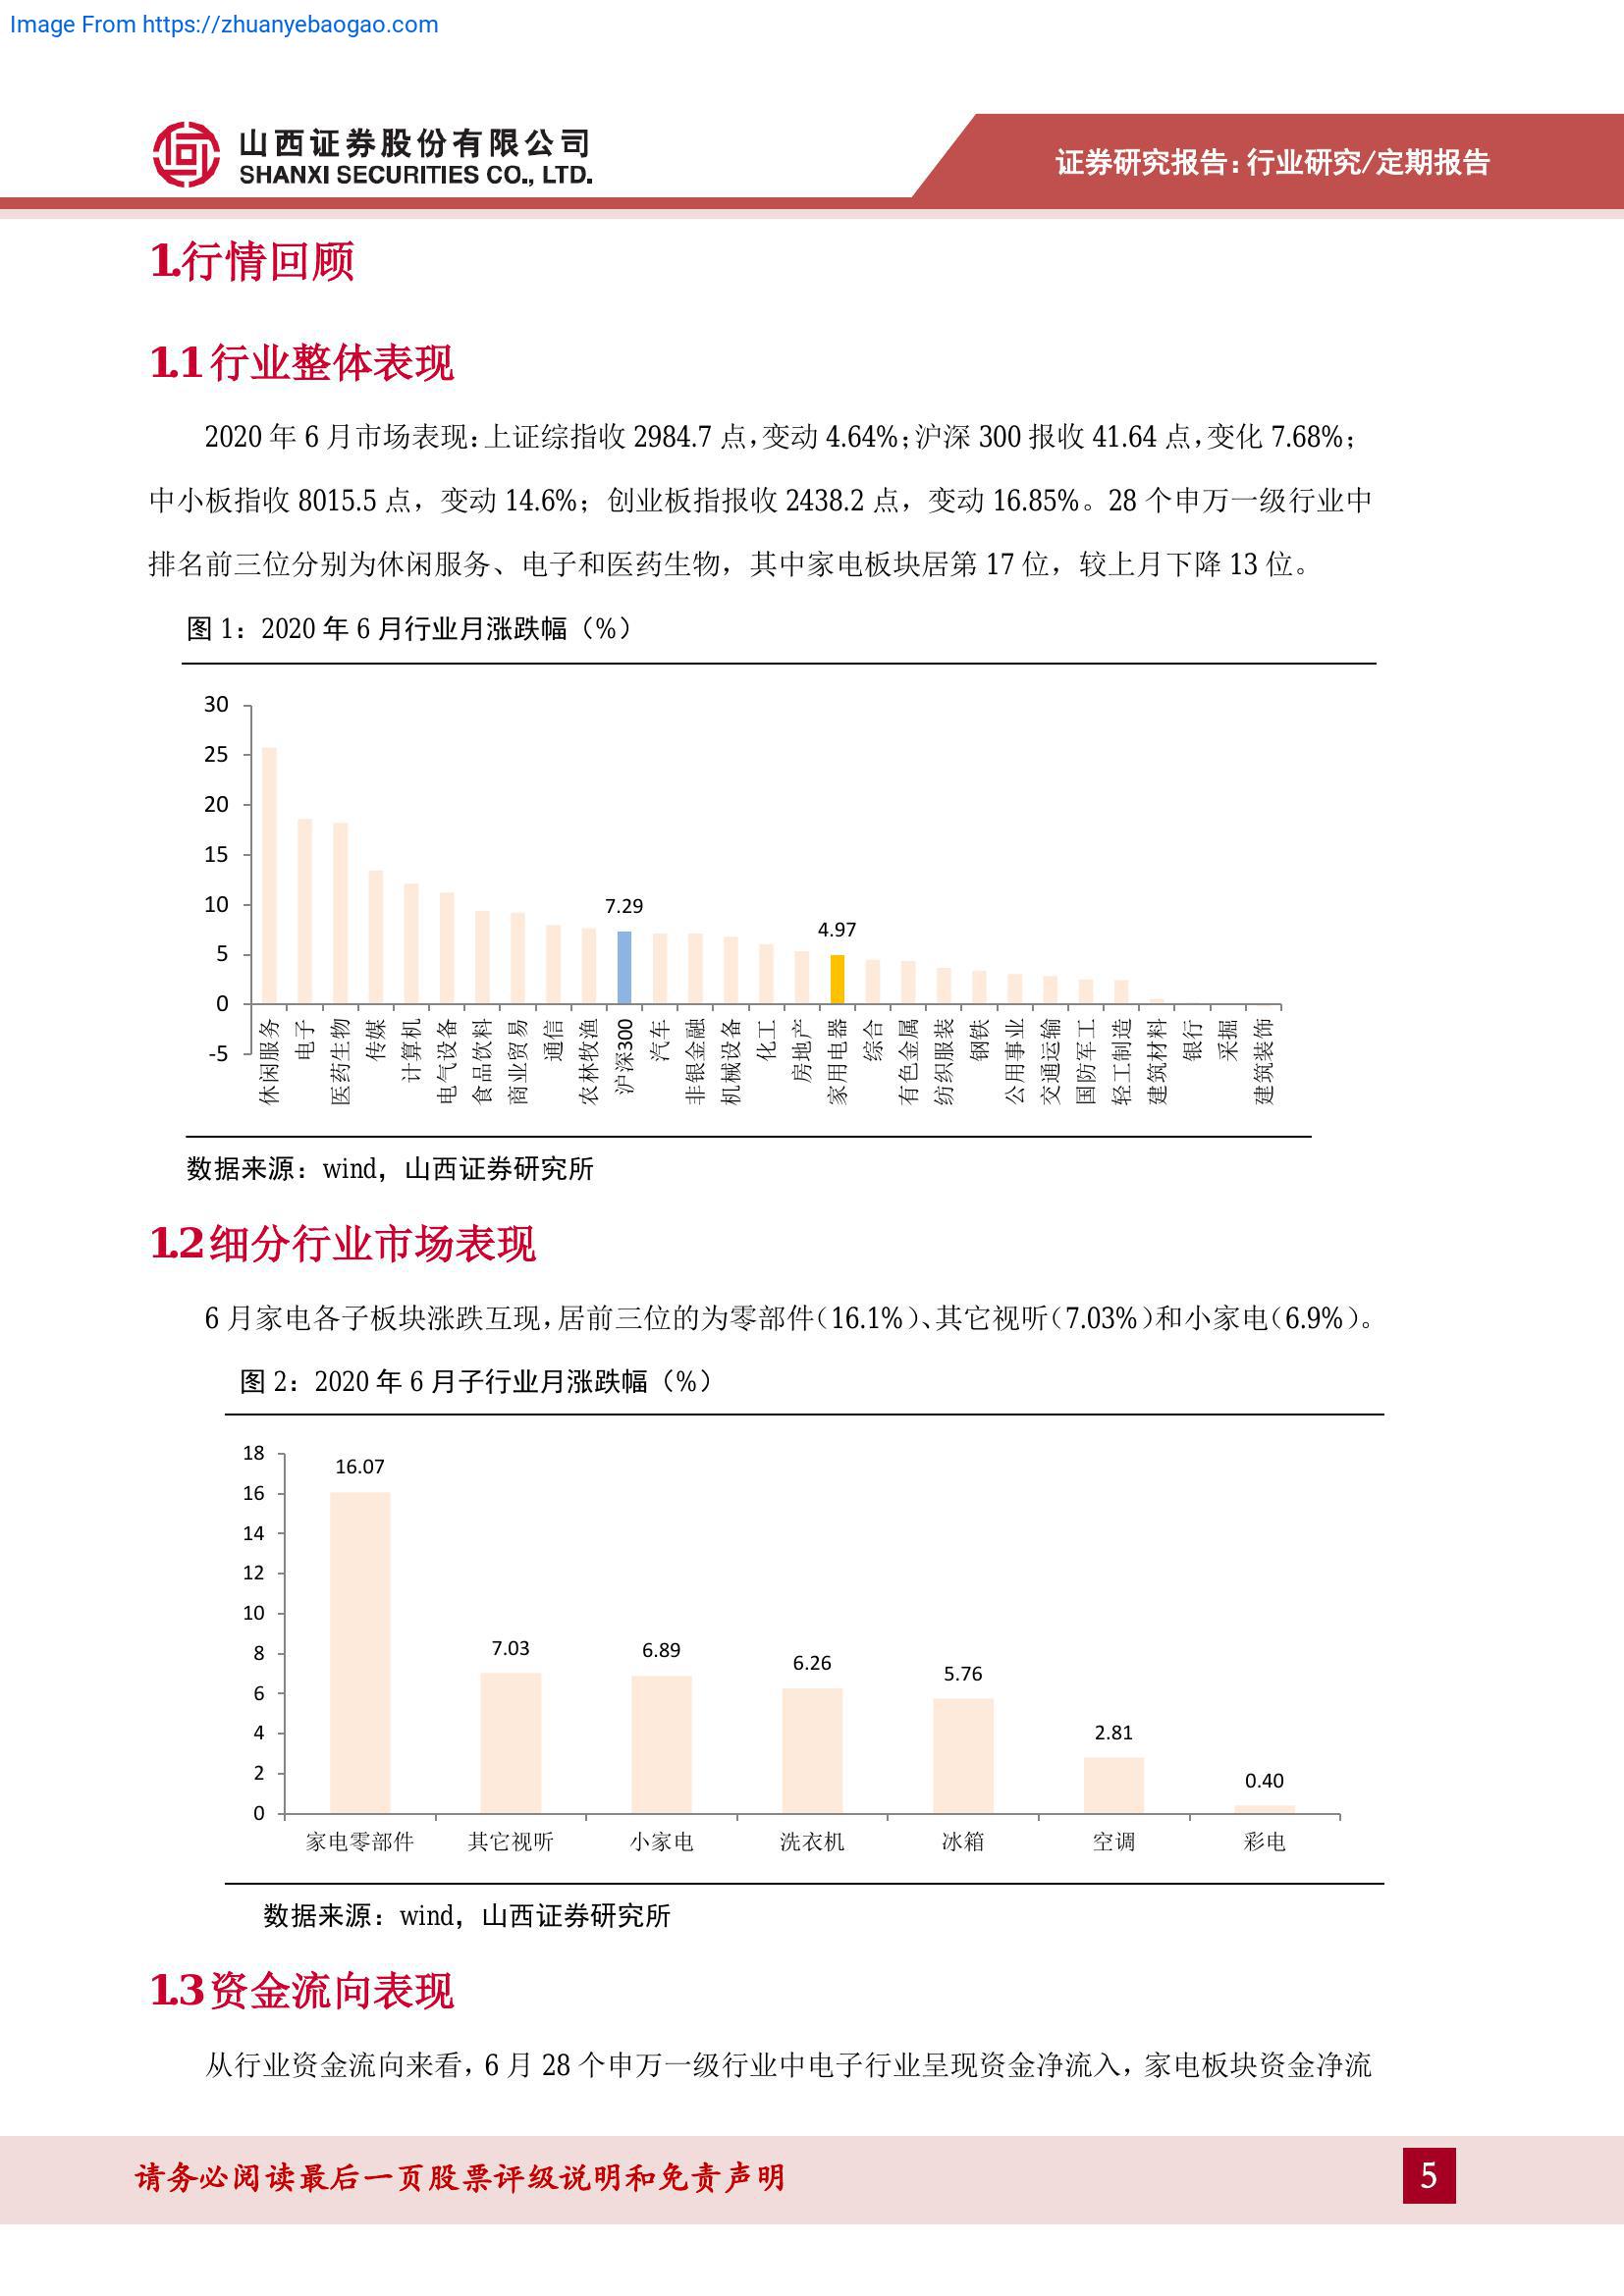 Image From https://zhuanyebaogao.com
山西证券股份有限公司
SHANXI SECURITIES CO., LTD.
证券研究报告：行业研究/定期报告
1.行情回顾
1.1 行业整体表现
2020 年 6 月市场表现：上证综指收 2984.7 点，变动 4.64%；沪深 300 报收 41.64 点，变化 7.68%；
中小板指收 8015.5 点，变动 14.6%；创业板指报收 2438.2 点，变动 16.85%。28 个申万一级行业中
排名前三位分别为休闲服务、电子和医药生物，其中家电板块居第 17 位，较上月下降 13 位。
图 1：2020 年 6 月行业月涨跌幅（%）
30
25
20
15
10
5
0
-5
7.29
4.97
休闲服务
电子
医药生物
传媒
计算机
电气设备
食品饮料
商业贸易
通信
农林牧渔
沪深300
汽车
非银金融
机械设备
化工
房地产
家用电器
综合
有色金属
纺织服装
钢铁
公用事业
交通运输
国防军工
轻工制造
建筑材料
银行
采掘
建筑装饰
数据来源：wind，山西证券研究所
1.2 细分行业市场表现
6 月家电各子板块涨跌互现，居前三位的为零部件（16.1%）、其它视听（7.03%）和小家电（6.9%）。
图 2：2020 年 6 月子行业月涨跌幅（%）
18
16
14
12
10
8
6
4
2
0
16.07
7.03
6.89
6.26
5.76
2.81
0.40
家电零部件
其它视听
小家电
洗衣机
冰箱
空调
彩电
数据来源：wind，山西证券研究所
1.3 资金流向表现
从行业资金流向来看，6 月 28 个申万一级行业中电子行业呈现资金净流入，家电板块资金净流
请务必阅读最后一页股票评级说明和免责声明
5